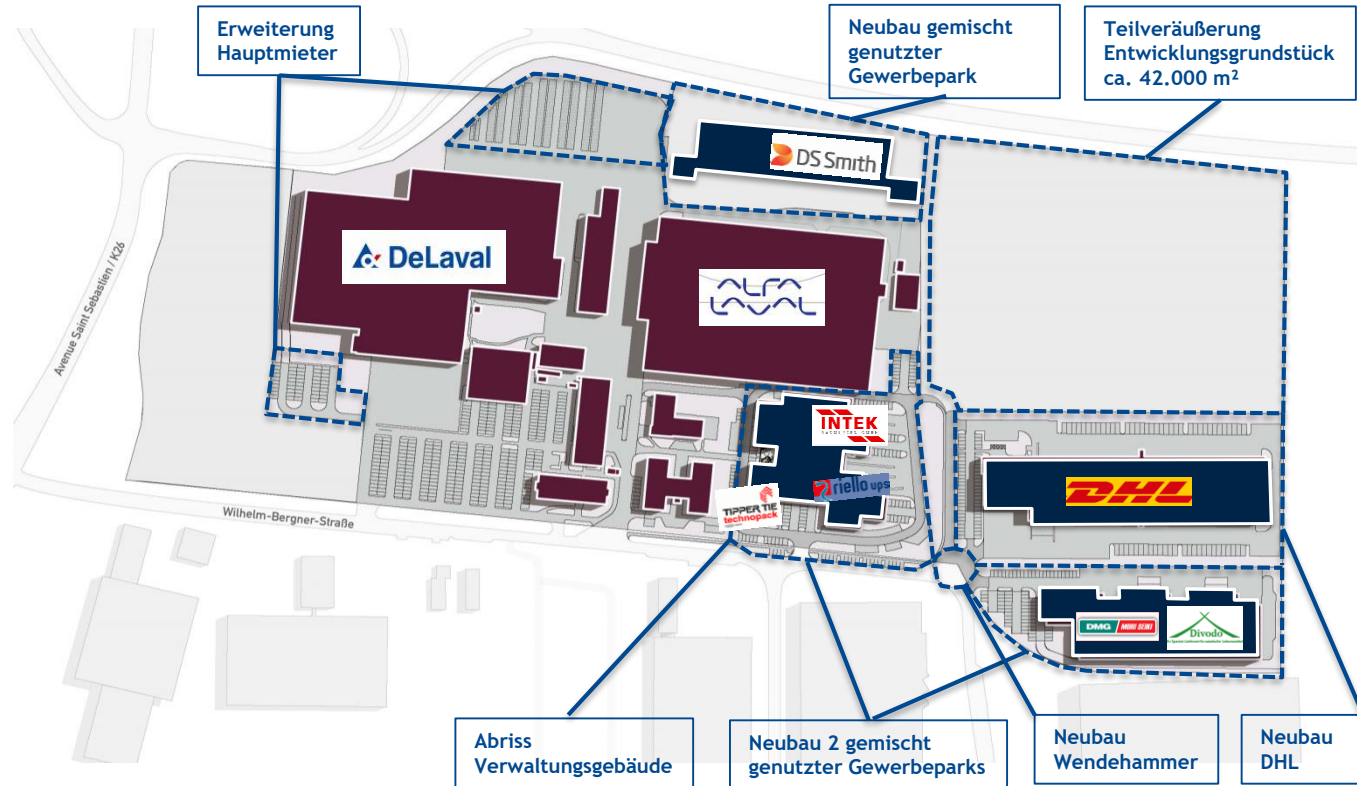 Erweiterung
Hauptmieter
Neubau gemischt
genutzter
Gewerbepark
Teilveräußerung
Entwicklungsgrundstück
ca. 42.000 m²
DS Smith
DeLaval
ALFA
LAVAL
Avenue Saint Sebastien / K26
INTEK
riello ups
TIPPER TIE
technopack
DHL
Wilhelm-Bergner-Straße
DMG MORI SEIKI
Divodo
Abriss
Verwaltungsgebäude
Neubau 2 gemischt
genutzter Gewerbeparks
Neubau
Wendehammer
Neubau
DHL